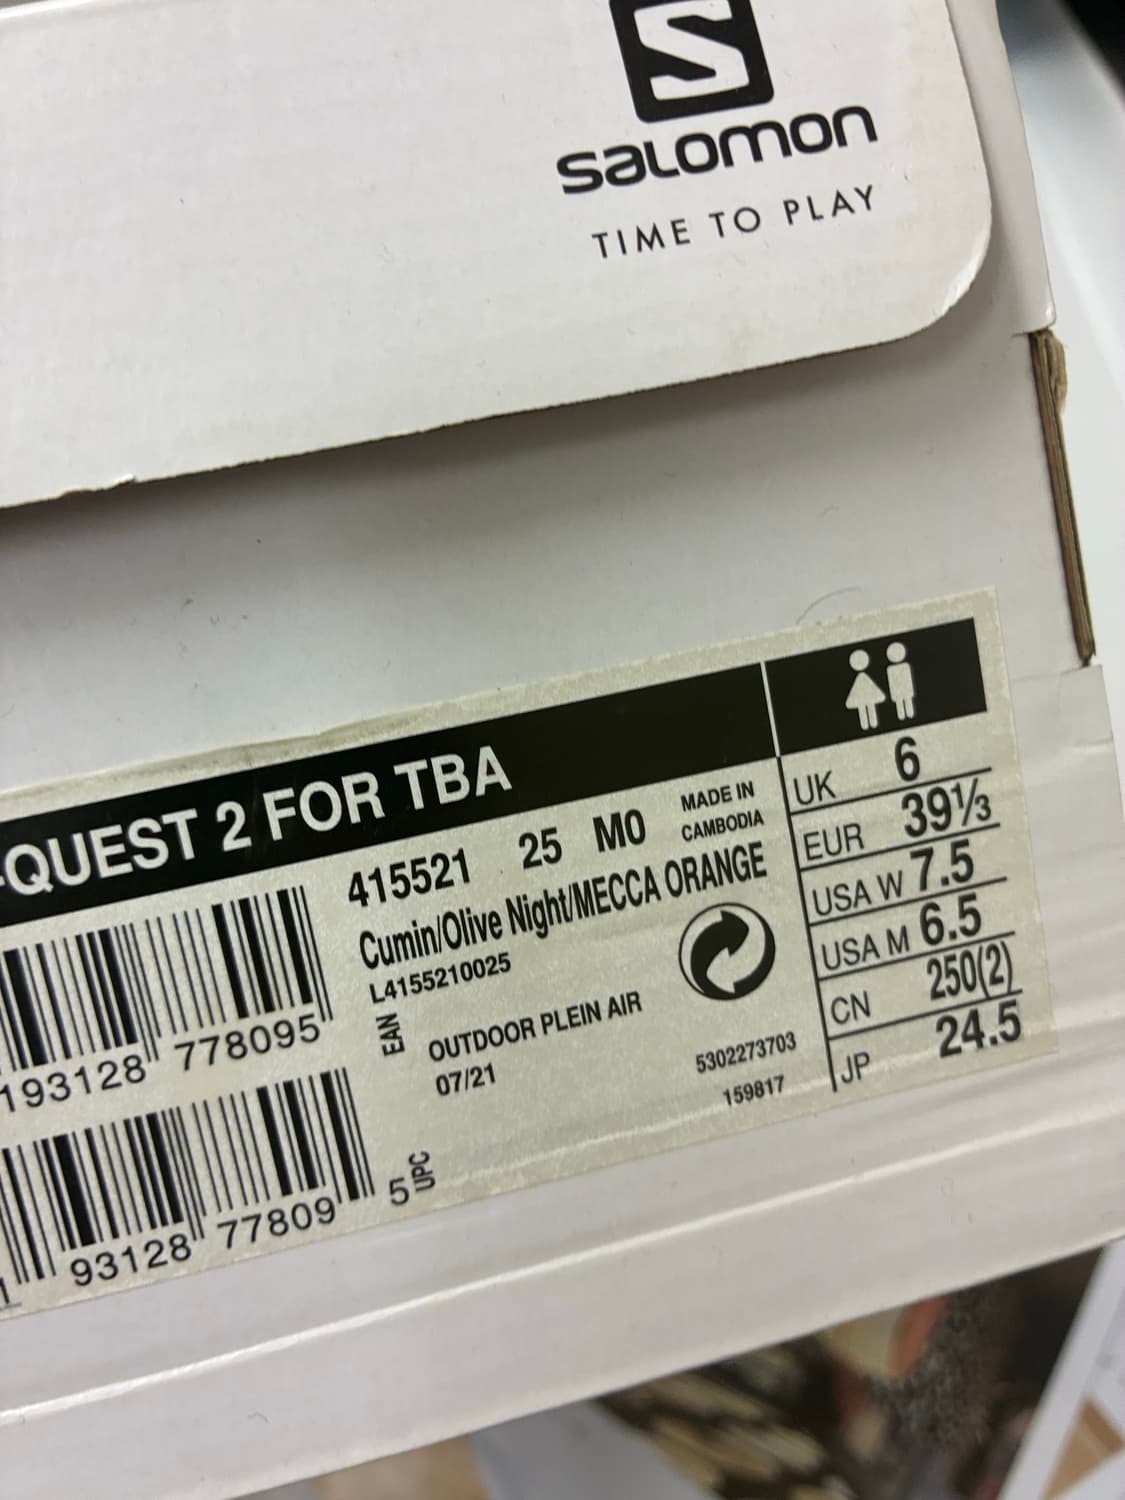 S
SALOMON
TIME TO PLAY
-QUEST 2 FOR TBA
415521 25 M0
MADE IN
CAMBODIA
Cumin/Olive Night/MECCA ORANGE
L4155210025
EAN
OUTDOOR PLEIN AIR
07/21
5302273703
159817
193128 778095
1 93128 77809 5
UPC
UK 6
EUR 39⅓
USA W 7.5
USA M 6.5
CN 250(2)
JP 24.5